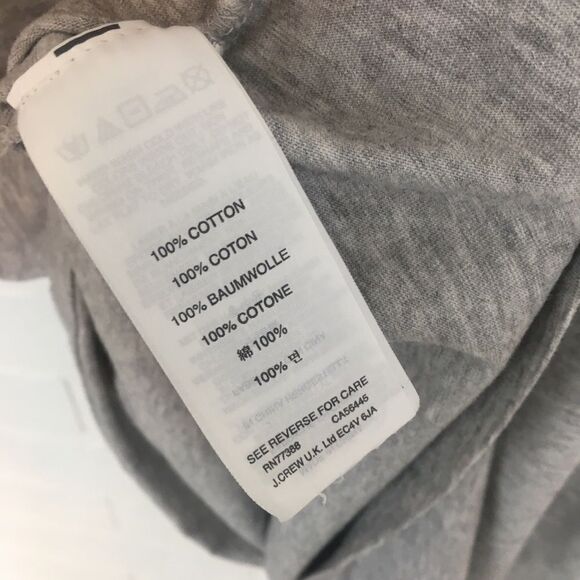 100% COTTON
100% COTON
100% BAUMWOLLE
100% COTONE
綿 100%
100% 면
SEE REVERSE FOR CARE
RN77388 CA56445
J.CREW U.K. Ltd EC4V 6JA